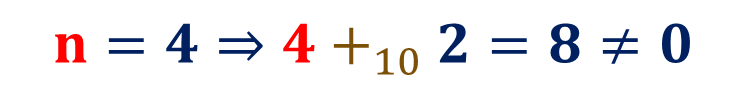 n = 4 ⇒ 4 +₁₀ 2 = 8 ≠ 0